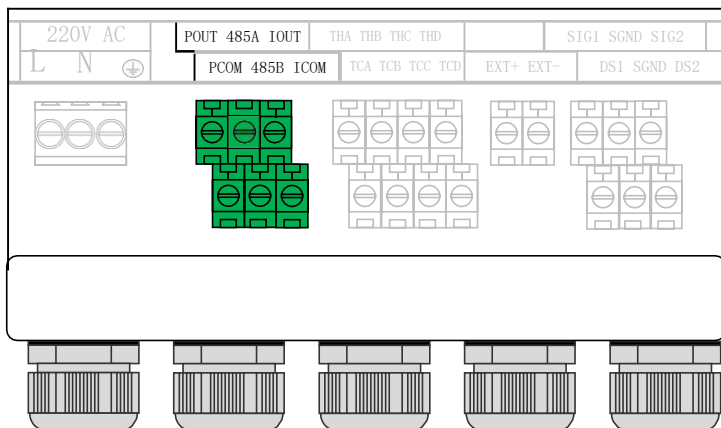 220V AC POUT 485A IOUT THA THB THC THD SIG1 SGND SIG2
L N PCOM 485B ICOM TCA TCB TCC TCD EXT+ EXT- DS1 SGND DS2